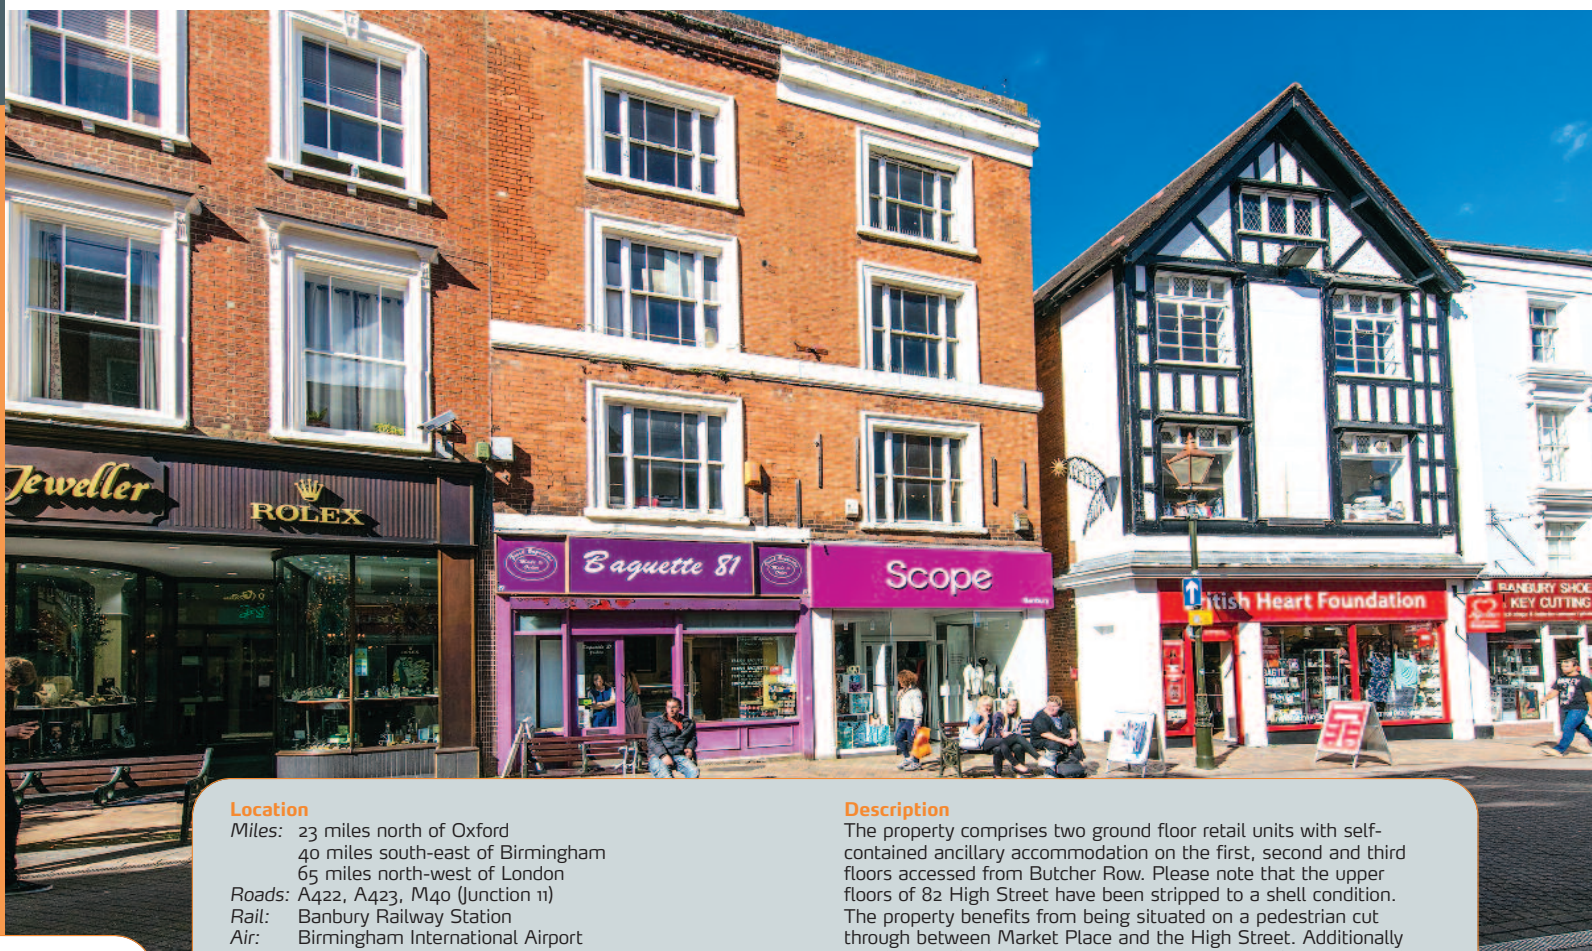 Jeweller
ROLEX
Baguette 81
Scope
Banbury
tish Heart Foundation
BANBURY SHOE
KEY CUTTING
Location
Miles: 23 miles north of Oxford
40 miles south-east of Birmingham
65 miles north-west of London
Roads: A422, A423, M40 (Junction 11)
Rail: Banbury Railway Station
Air: Birmingham International Airport
Description
The property comprises two ground floor retail units with self-
contained ancillary accommodation on the first, second and third
floors accessed from Butcher Row. Please note that the upper
floors of 82 High Street have been stripped to a shell condition.
The property benefits from being situated on a pedestrian cut
through between Market Place and the High Street. Additionally